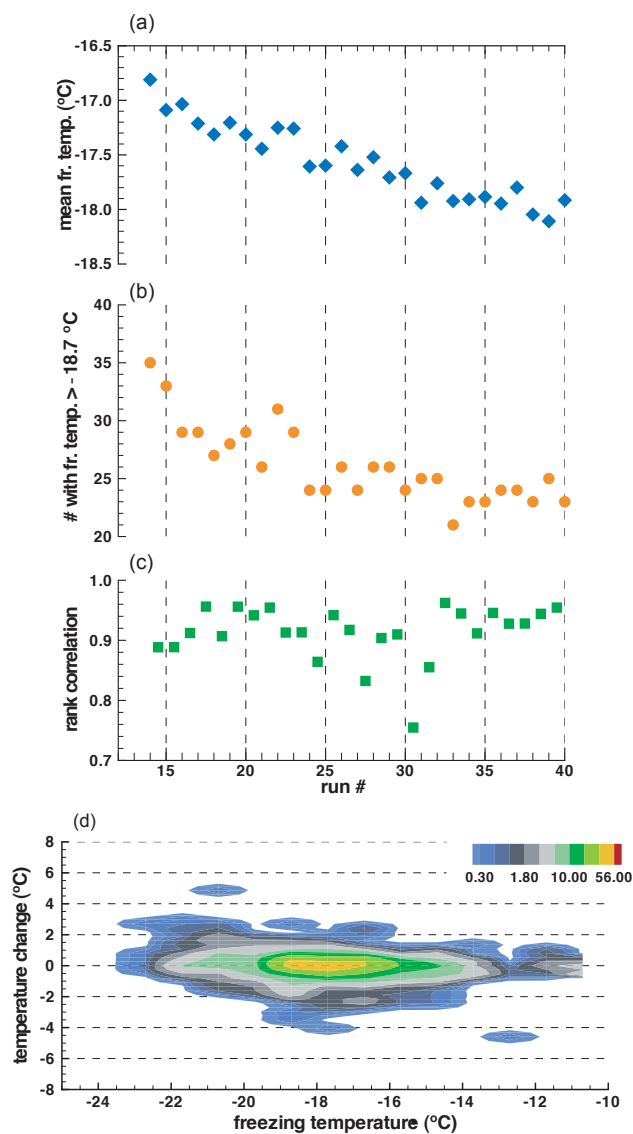 (a)
-16.5
-17.0
-17.5
-18.0
-18.5
mean fr. temp. (°C)
(b)
40
35
30
25
20
# with fr. temp. > -18.7 °C
(c)
1.0
0.9
0.8
0.7
rank correlation
15 20 25 30 35 40
run #
(d)
8
6
4
2
0
-2
-4
-6
-8
temperature change (°C)
0.30 1.80 10.00 56.00
-24 -22 -20 -18 -16 -14 -12 -10
freezing temperature (°C)